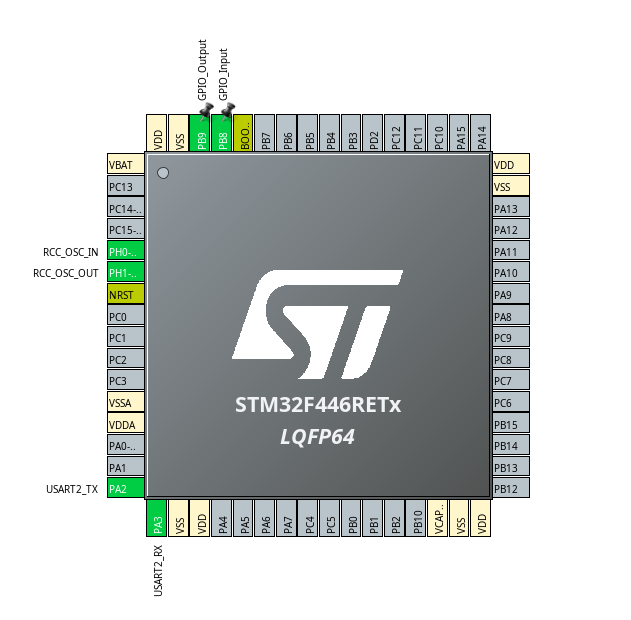 GPIO_Output
GPIO_Input
VDD
VSS
PB9
PB8
BOO..
PB7
PB6
PB5
PB4
PB3
PD2
PC12
PC11
PC10
PA15
PA14
VBAT
PC13
PC14-..
PC15-..
RCC_OSC_IN
PH0-..
RCC_OSC_OUT
PH1-..
NRST
PC0
PC1
PC2
PC3
VSSA
VDDA
PA0-..
PA1
USART2_TX
PA2
ST
STM32F446RETx
LQFP64
VDD
VSS
PA13
PA12
PA11
PA10
PA9
PA8
PC9
PC8
PC7
PC6
PB15
PB14
PB13
PB12
PA3
VSS
VDD
PA4
PA5
PA6
PA7
PC4
PC5
PB0
PB1
PB2
PB10
VCAP..
VSS
VDD
USART2_RX